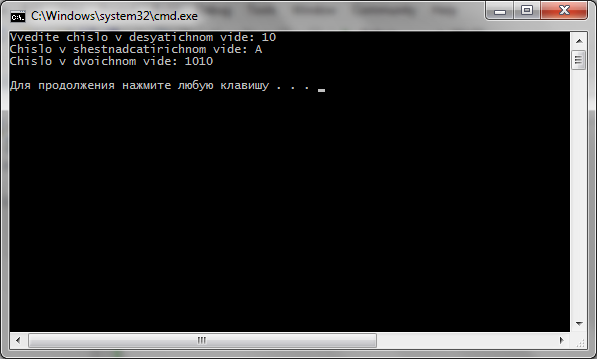 C:\Windows\system32\cmd.exe
Vvedite chislo v desyatichnom vide: 10
Chislo v shestnadcatirichnom vide: A
Chislo v dvoichnom vide: 1010
Для продолжения нажмите любую клавишу . . .